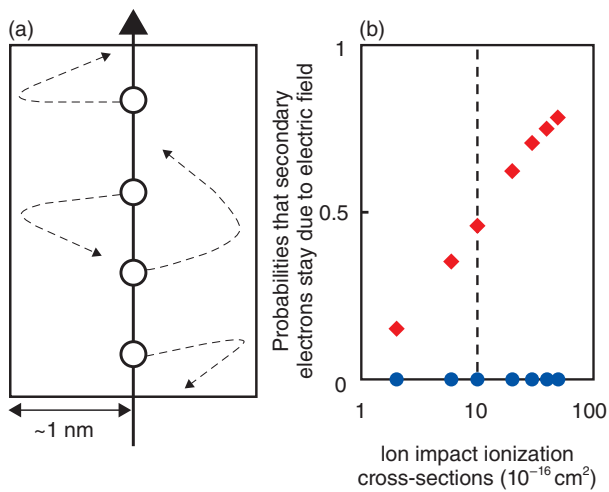 (a)
~1 nm
(b)
Probabilities that secondary
electrons stay due to electric field
1
0.5
0
1
10
100
Ion impact ionization
cross-sections (10⁻¹⁶ cm²)